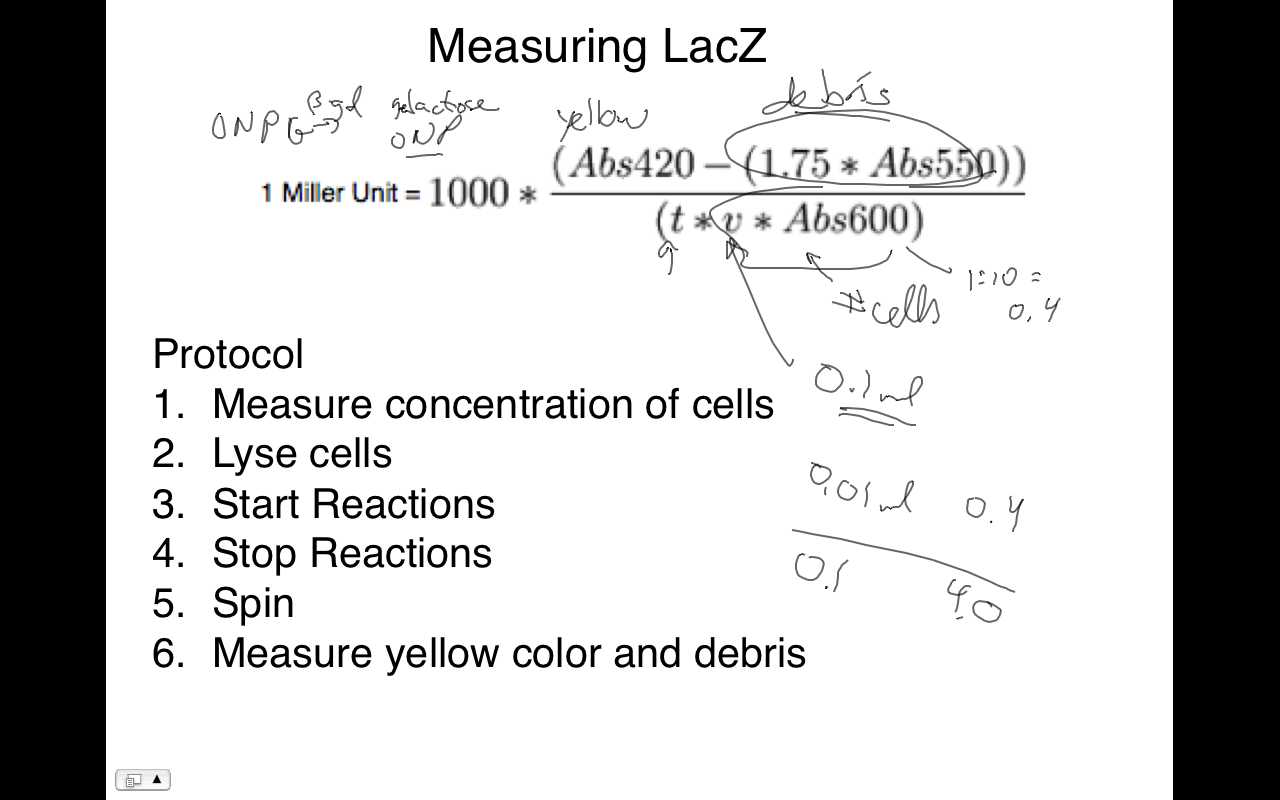 Measuring LacZ
debris
ONPG → βgal galactose yellow
ONP
1 Miller Unit = 1000 * (Abs420 − (1.75 * Abs550)) / (t * v * Abs600)
1:10 =
# cells 0.4
Protocol
0.1 ml
1. Measure concentration of cells
2. Lyse cells
0.01 ml 0.4
3. Start Reactions
4. Stop Reactions
0.1 4.0
5. Spin
6. Measure yellow color and debris